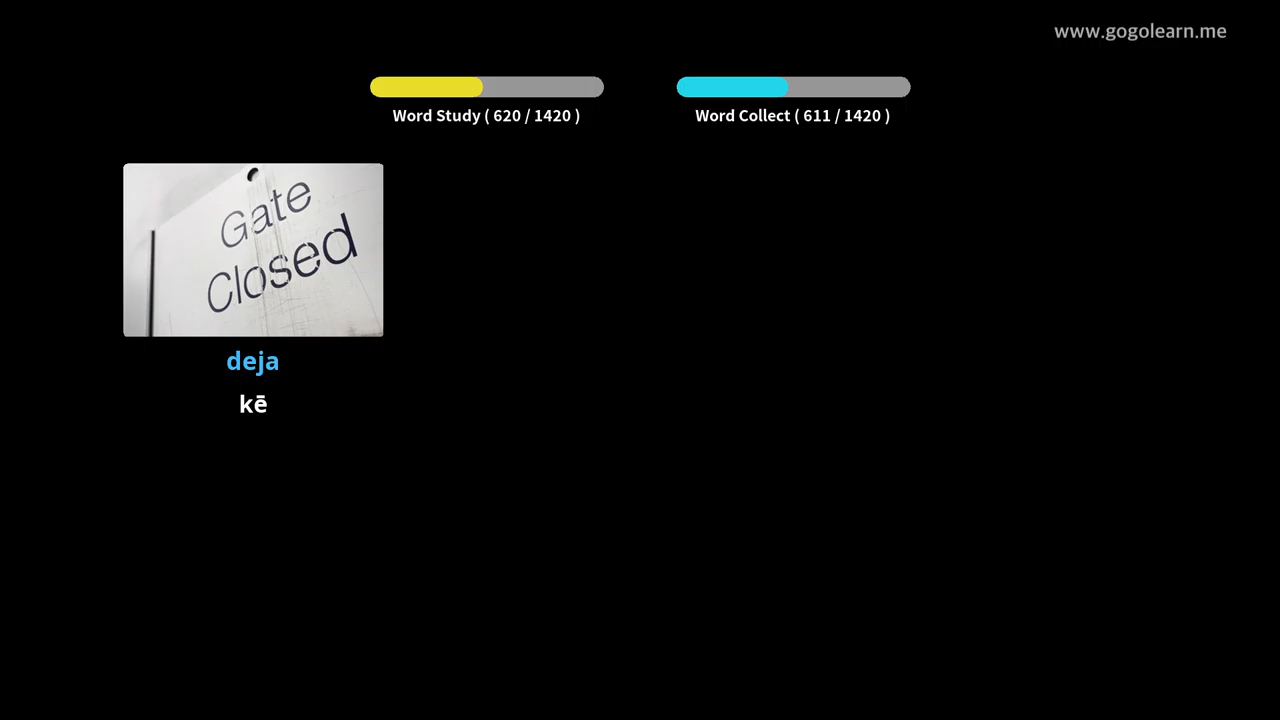 www.gogolearn.me
Word Study ( 620 / 1420 )
Word Collect ( 611 / 1420 )
Gate
Closed
deja
kē